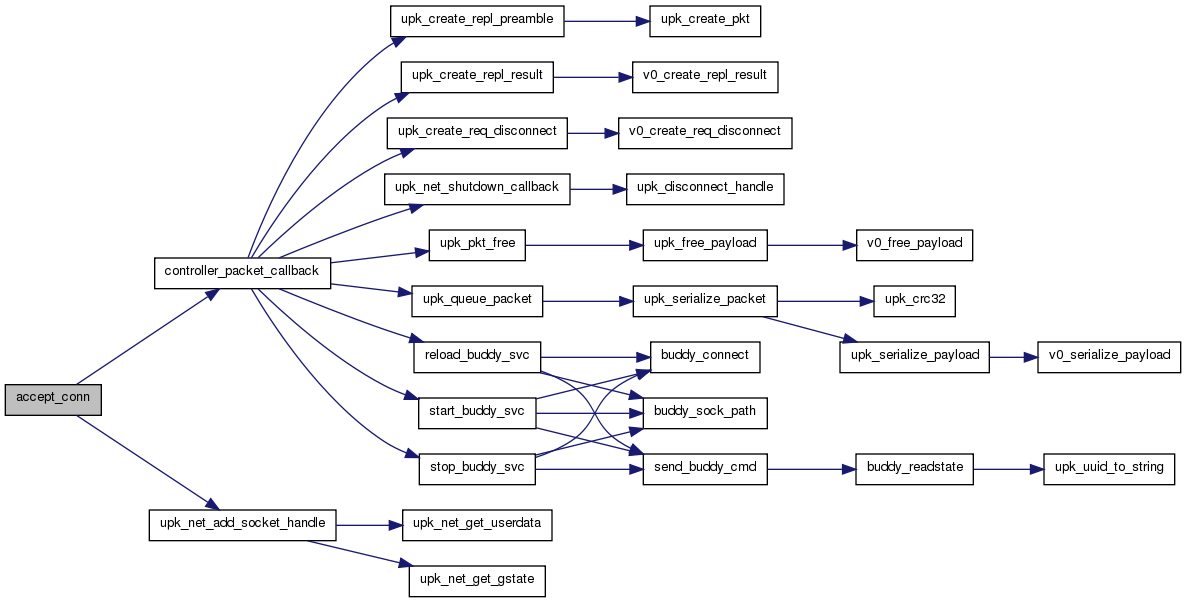 upk_create_repl_preamble
upk_create_pkt
upk_create_repl_result
v0_create_repl_result
upk_create_req_disconnect
v0_create_req_disconnect
upk_net_shutdown_callback
upk_disconnect_handle
upk_pkt_free
upk_free_payload
v0_free_payload
controller_packet_callback
upk_queue_packet
upk_serialize_packet
upk_crc32
reload_buddy_svc
buddy_connect
upk_serialize_payload
v0_serialize_payload
accept_conn
start_buddy_svc
buddy_sock_path
stop_buddy_svc
send_buddy_cmd
buddy_readstate
upk_uuid_to_string
upk_net_add_socket_handle
upk_net_get_userdata
upk_net_get_gstate